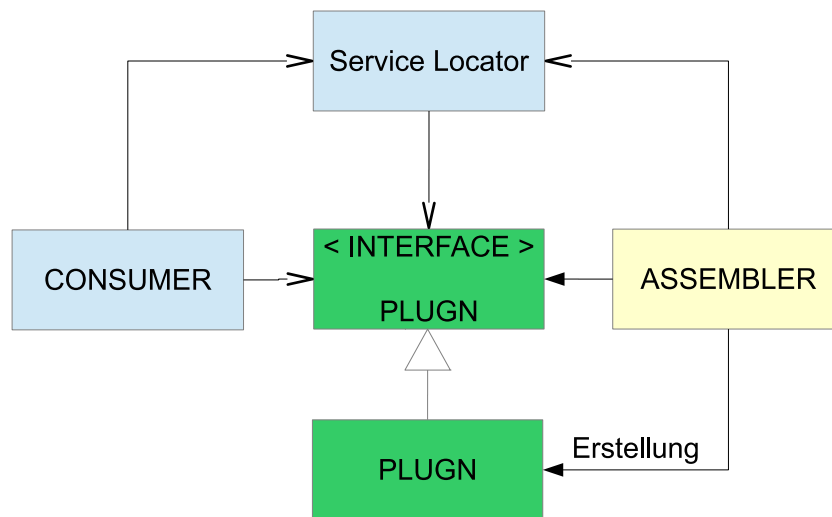 Service Locator
< INTERFACE >
PLUGN
CONSUMER
ASSEMBLER
PLUGN
Erstellung